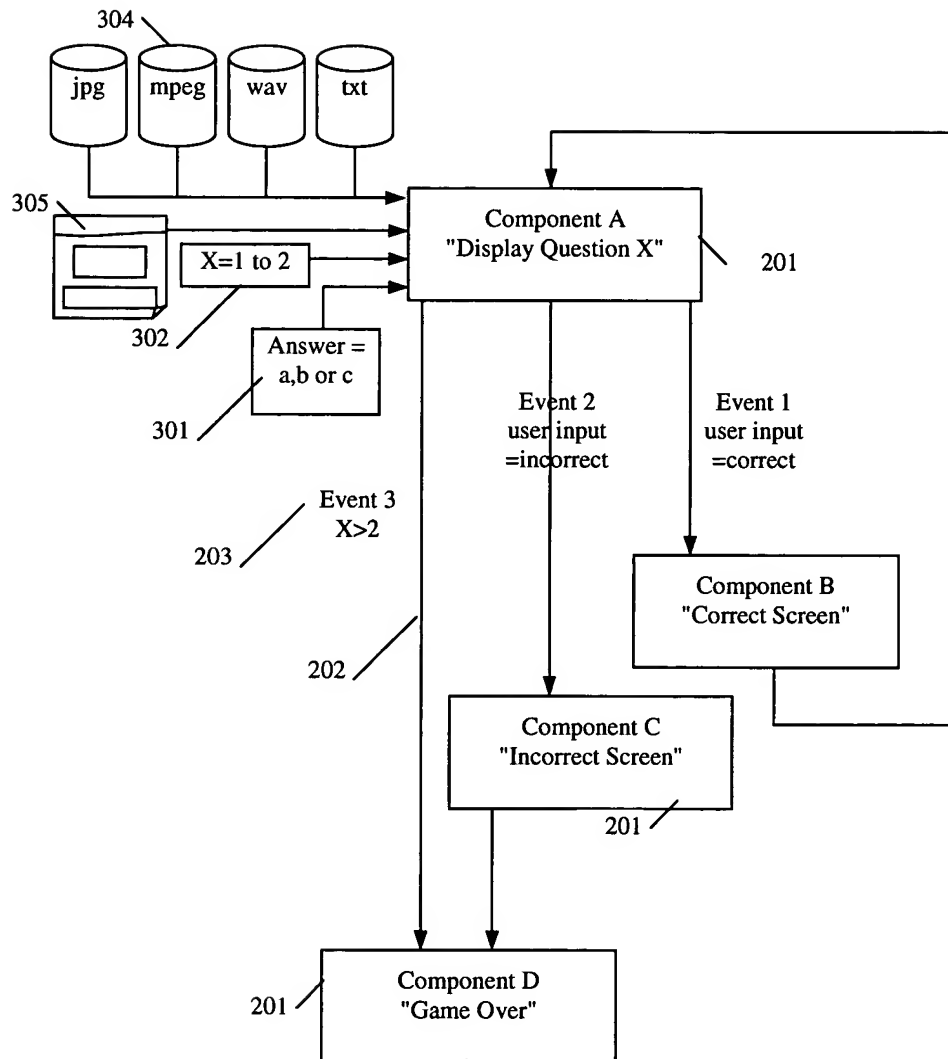 304
jpg
mpeg
wav
txt
305
Component A
"Display Question X"
201
X=1 to 2
302
Answer =
a,b or c
301
Event 2
user input
=incorrect
Event 1
user input
=correct
Event 3
X>2
203
Component B
"Correct Screen"
202
Component C
"Incorrect Screen"
201
Component D
"Game Over"
201